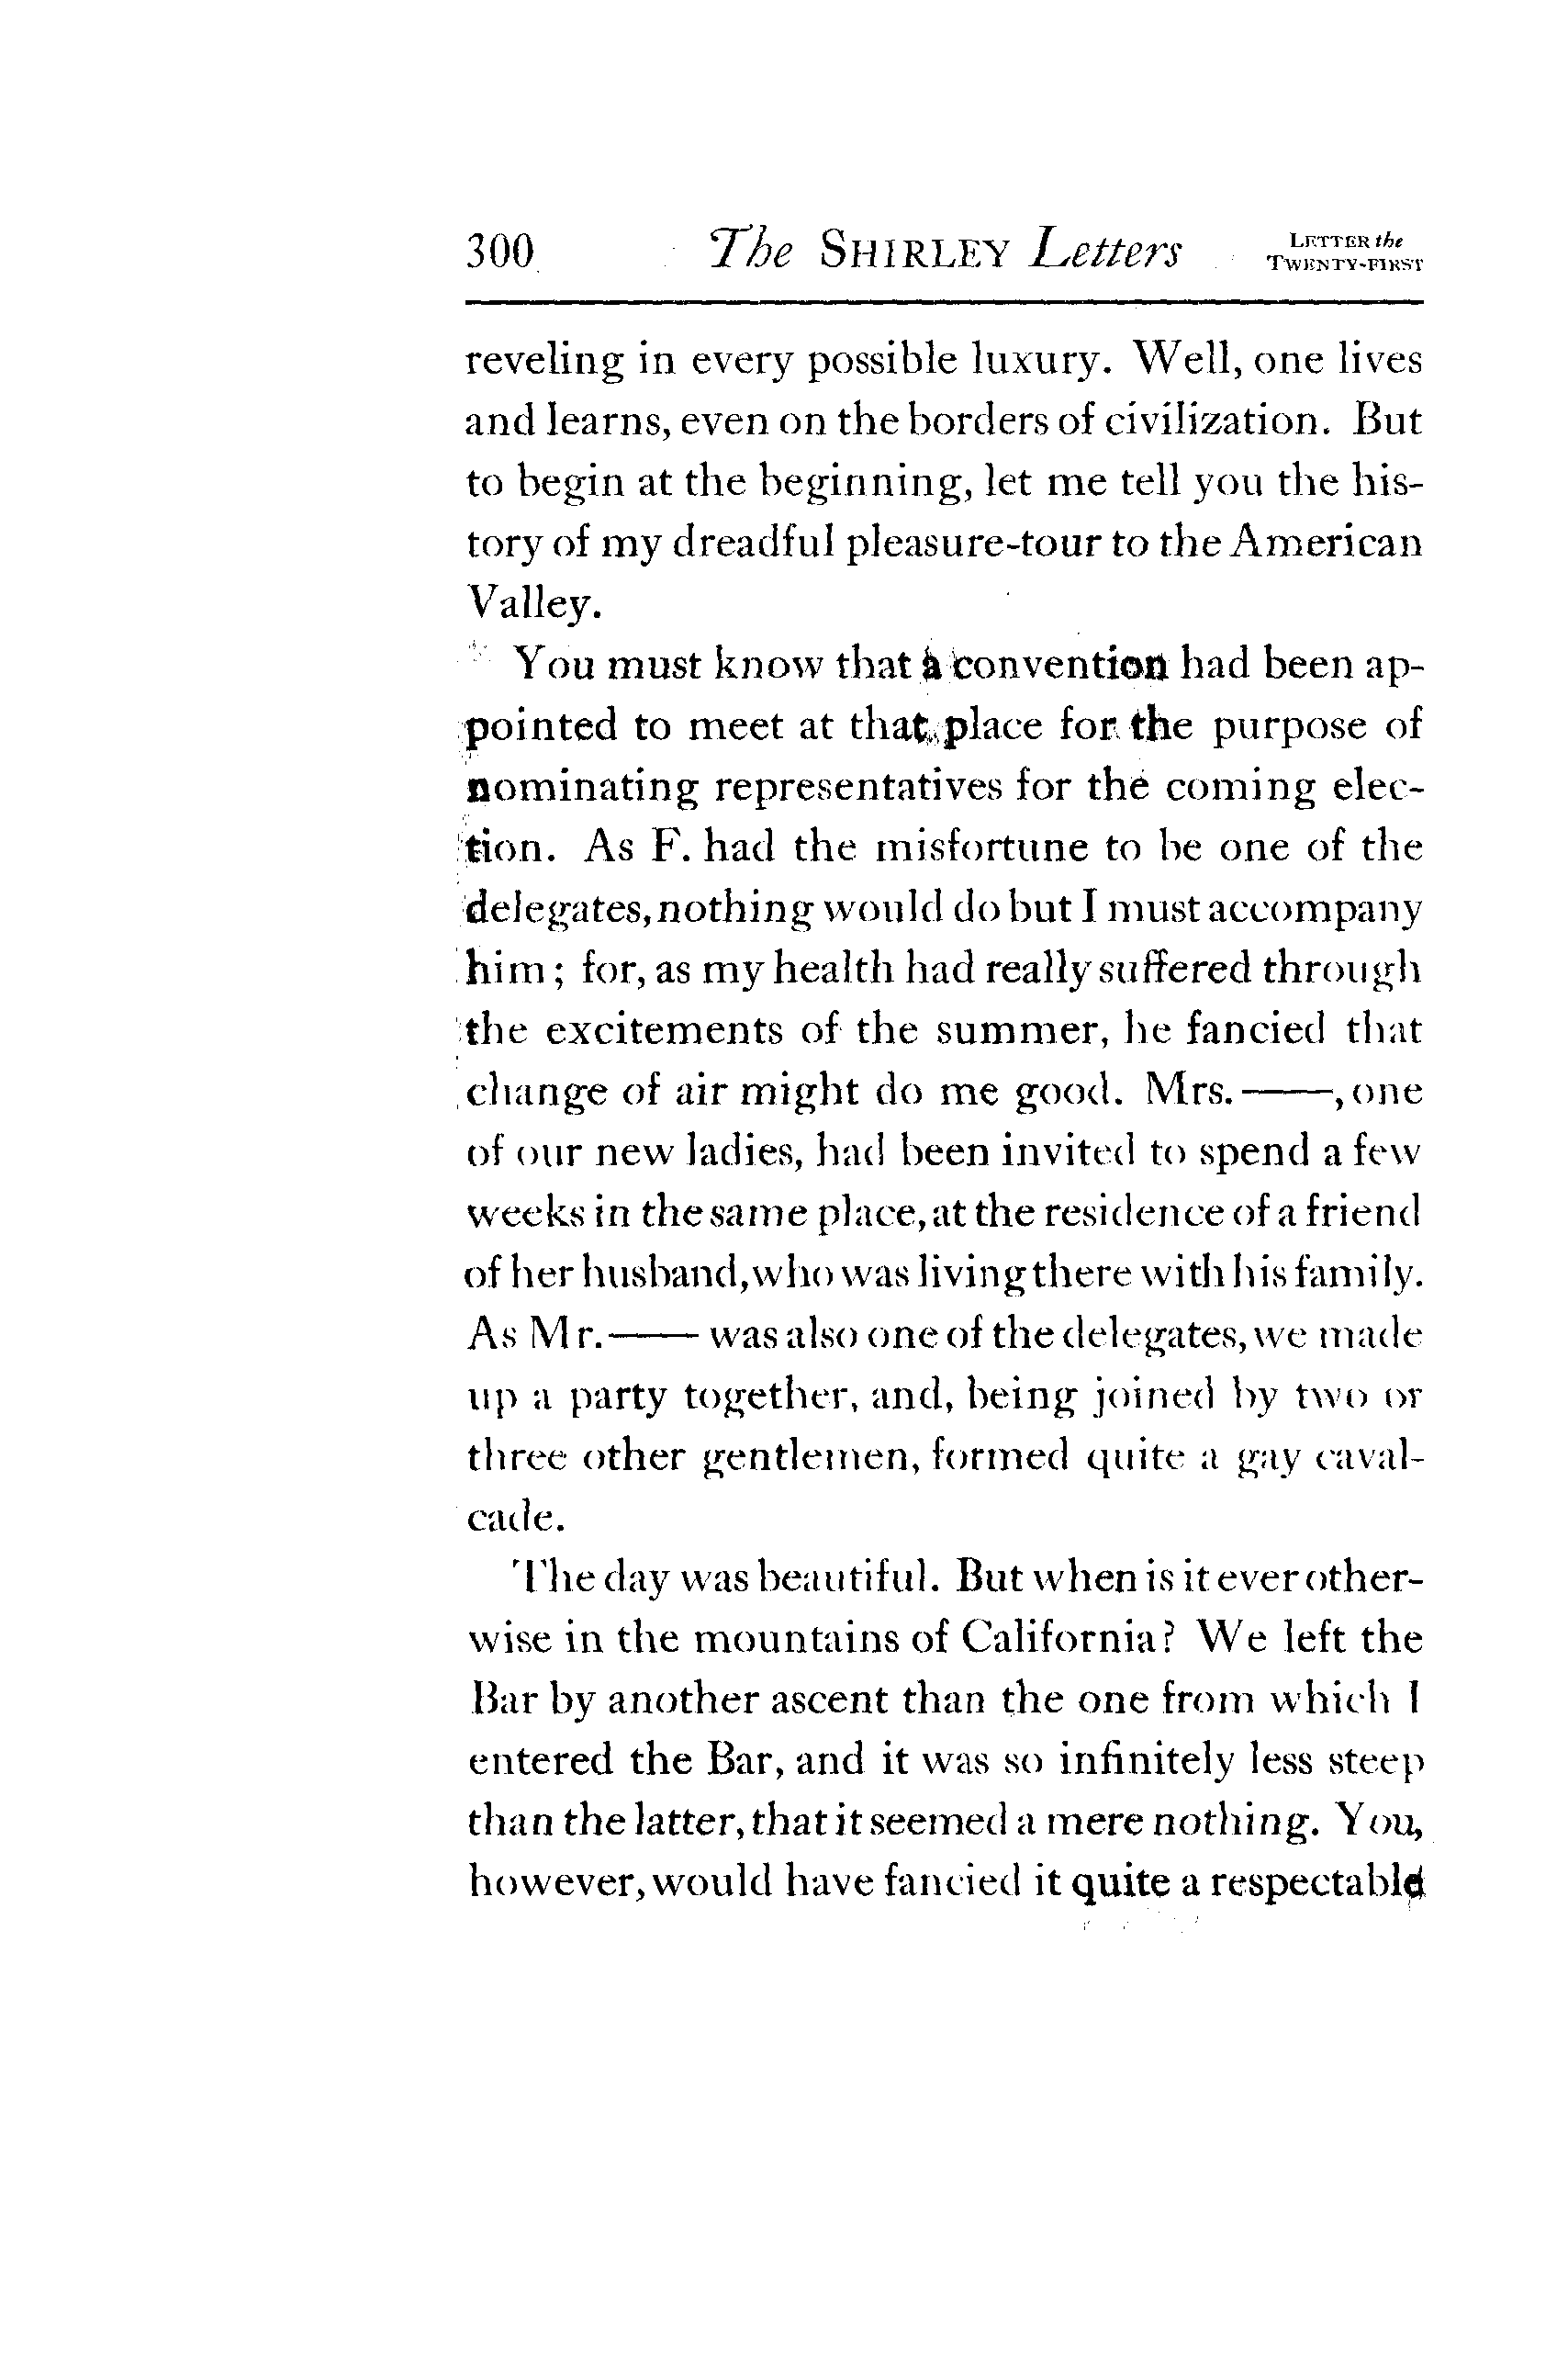 300 The SHIRLEY Letters LETTER the
TWENTY-FIRST
reveling in every possible luxury. Well, one lives
and learns, even on the borders of civilization. But
to begin at the beginning, let me tell you the his-
tory of my dreadful pleasure-tour to the American
Valley.
You must know that a convention had been ap-
pointed to meet at that place for the purpose of
nominating representatives for the coming elec-
tion. As F. had the misfortune to be one of the
delegates, nothing would do but I must accompany
him; for, as my health had really suffered through
the excitements of the summer, he fancied that
change of air might do me good. Mrs. ——, one
of our new ladies, had been invited to spend a few
weeks in the same place, at the residence of a friend
of her husband, who was living there with his family.
As Mr. —— was also one of the delegates, we made
up a party together, and, being joined by two or
three other gentlemen, formed quite a gay caval-
cade.
The day was beautiful. But when is it ever other-
wise in the mountains of California? We left the
Bar by another ascent than the one from which I
entered the Bar, and it was so infinitely less steep
than the latter, that it seemed a mere nothing. You,
however, would have fancied it quite a respectable